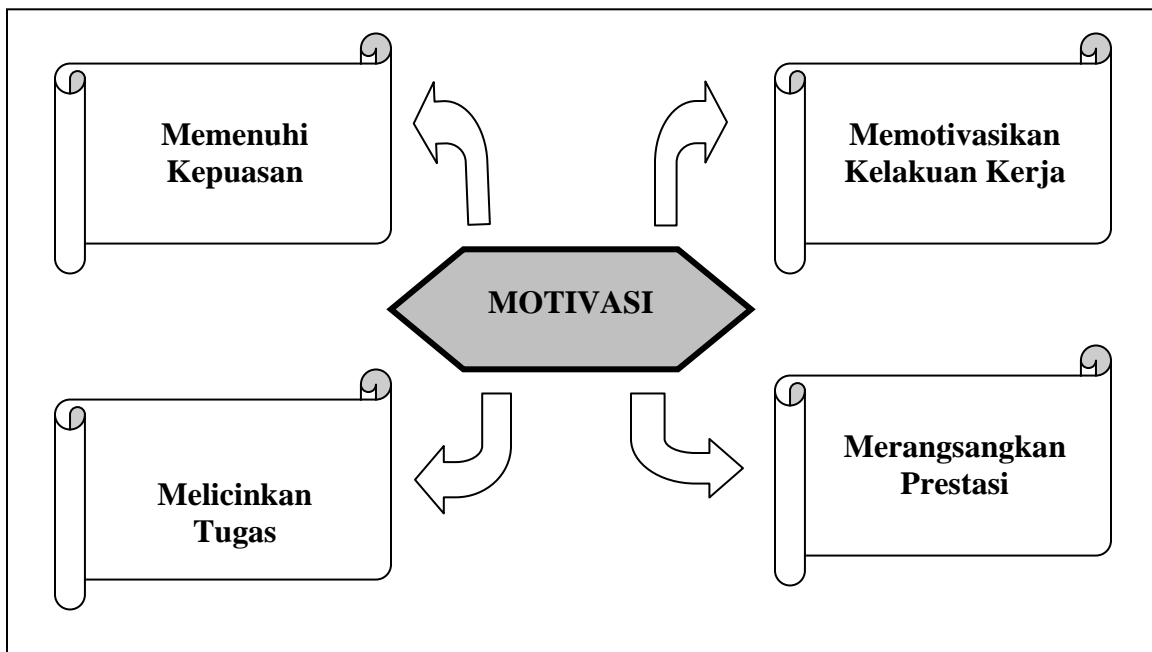 Memenuhi
Kepuasan
Memotivasikan
Kelakuan Kerja
MOTIVASI
Melicinkan
Tugas
Merangsangkan
Prestasi